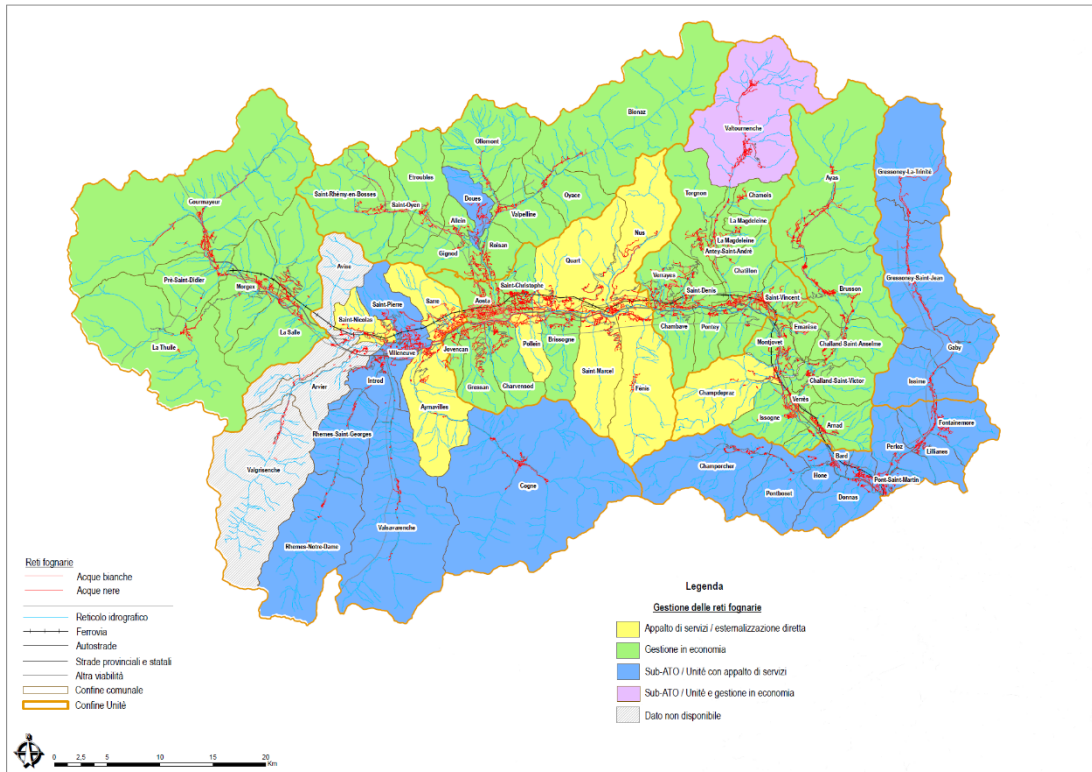 Bionaz
Valtournenche
Ollomont
Gressoney-La-Trinité
Etroubles
Ayas
Saint-Rhémy-en-Bosses
Oyace
Torgnon
Chamois
Doues
Courmayeur
Saint-Oyen
Valpelline
La Magdeleine
Allein
Nus
La Magdeleine
Roisan
Antey-Saint-André
Gignod
Quart
Avise
Chatillon
Pré-Saint-Didier
Verrayes
Gressoney-Saint-Jean
Morgex
Saint-Christophe
Saint-Denis
Brusson
Saint-Pierre
Sarre
Aosta
Saint-Vincent
Saint-Nicolas
Chambave
Pontey
Emarèse
La Salle
Brissogne
Montjovet
Challand-Saint-Anselme
La Thuile
Pollein
Gaby
Villeneuve
Jovencan
Saint-Marcel
Introd
Challand-Saint-Victor
Issime
Arvier
Gressan
Charvensod
Fénis
Champdepraz
Verrès
Aymavilles
Issogne
Arnad
Fontainemore
Rhemes-Saint-Georges
Perloz
Lillianes
Bard
Champorcher
Valgrisenche
Hone
Pont-Saint-Martin
Cogne
Pontboset
Donnas
Valsavarenche
Rhemes-Notre-Dame
Reti fognarie
Acque bianche
Acque nere
Reticolo idrografico
Ferrovia
Autostrade
Strade provinciali e statali
Altra viabilità
Confine comunale
Confine Unitè
Legenda
Gestione delle reti fognarie
Appalto di servizi / esternalizzazione diretta
Gestione in economia
Sub-ATO / Unité con appalto di servizi
Sub-ATO / Unité e gestione in economia
Dato non disponibile
0 2,5 5 10 15 20
Km